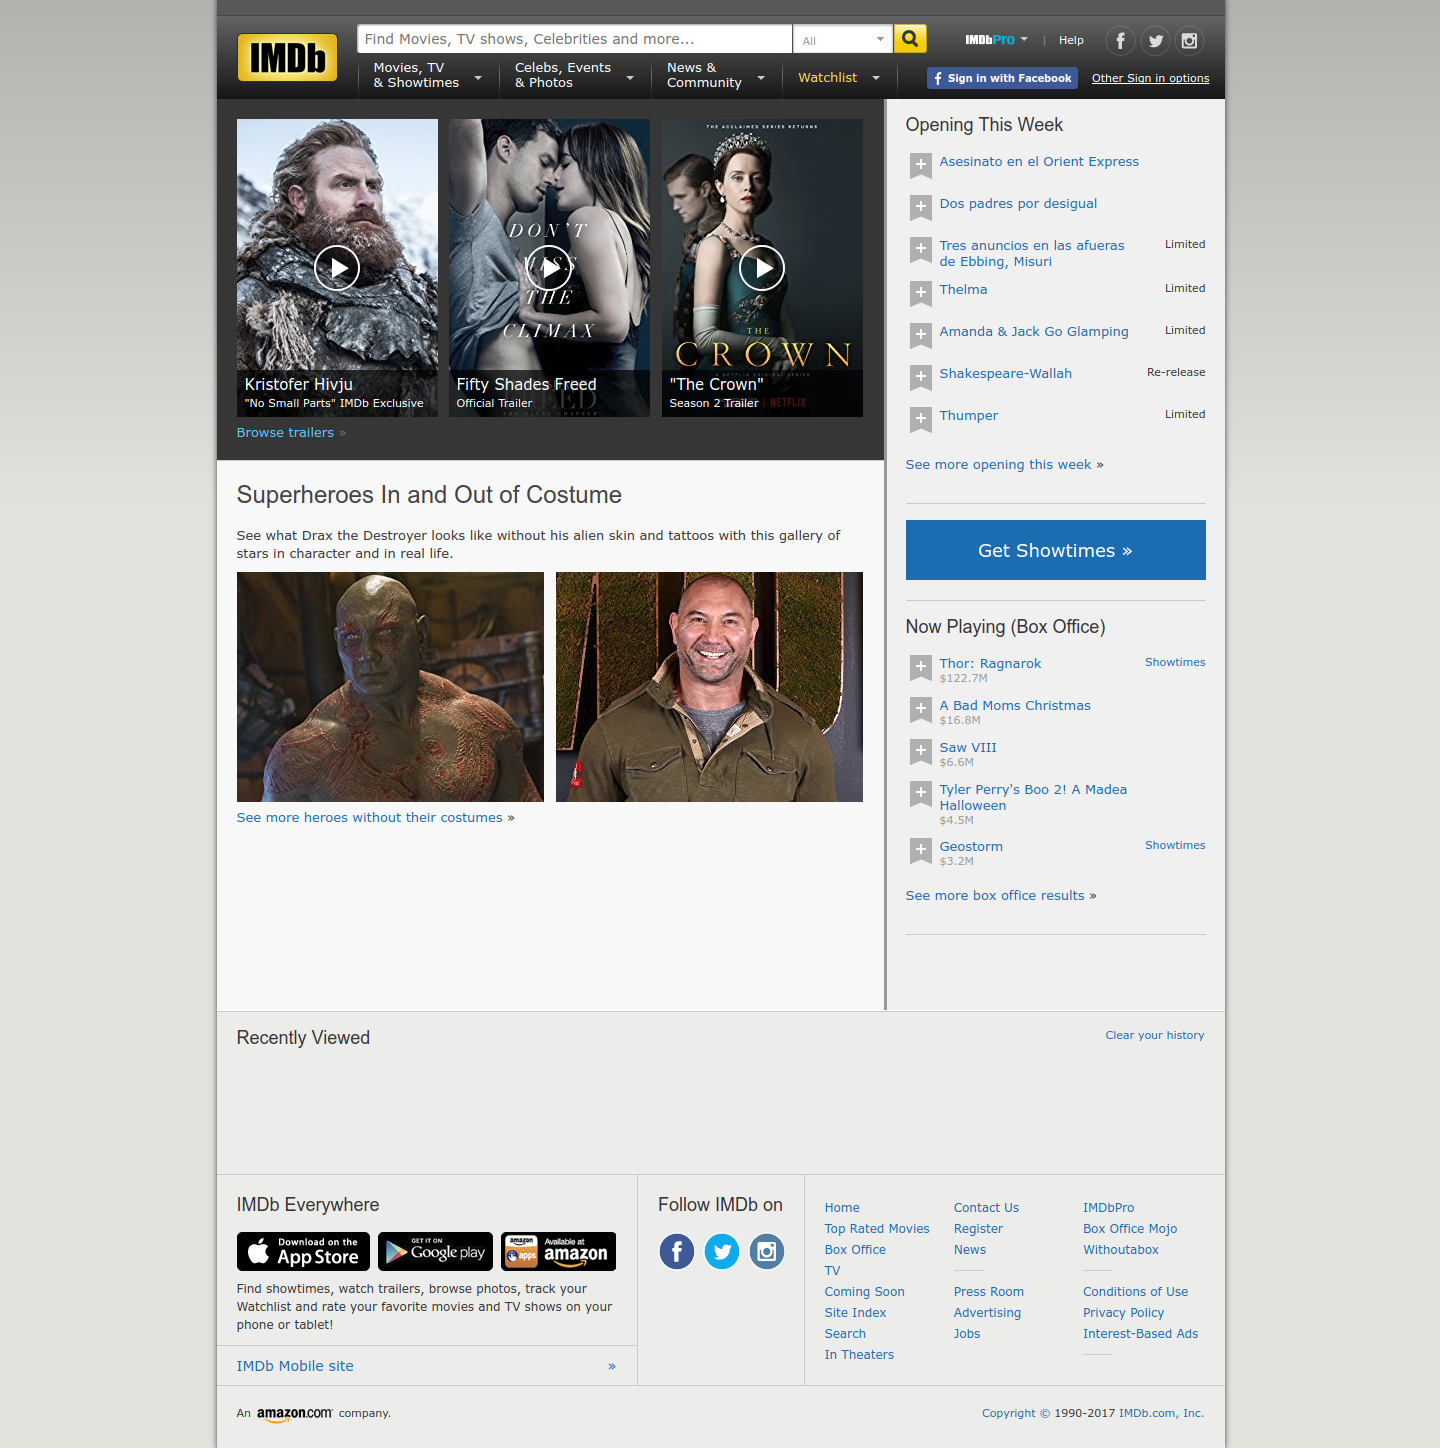 IMDb
Find Movies, TV shows, Celebrities and more...
All
IMDbPro
|
Help
Movies, TV
& Showtimes
Celebs, Events
& Photos
News &
Community
Watchlist
Sign in with Facebook
Other Sign in options
Kristofer Hivju
"No Small Parts" IMDb Exclusive
DON'T
MISS
THE
CLIMAX
Fifty Shades Freed
Official Trailer
THE ACCLAIMED SERIES RETURNS
THE
CROWN
A NETFLIX ORIGINAL SERIES
"The Crown"
Season 2 Trailer
NETFLIX
Browse trailers »
Superheroes In and Out of Costume
See what Drax the Destroyer looks like without his alien skin and tattoos with this gallery of
stars in character and in real life.
See more heroes without their costumes »
Opening This Week
Asesinato en el Orient Express
Dos padres por desigual
Tres anuncios en las afueras
de Ebbing, Misuri
Limited
Thelma
Limited
Amanda & Jack Go Glamping
Limited
Shakespeare-Wallah
Re-release
Thumper
Limited
See more opening this week »
Get Showtimes »
Now Playing (Box Office)
Thor: Ragnarok
Showtimes
$122.7M
A Bad Moms Christmas
$16.8M
Saw VIII
$6.6M
Tyler Perry's Boo 2! A Madea
Halloween
$4.5M
Geostorm
Showtimes
$3.2M
See more box office results »
Recently Viewed
Clear your history
IMDb Everywhere
Download on the
App Store
GET IT ON
Google play
amazon
apps
Available at
amazon
Find showtimes, watch trailers, browse photos, track your
Watchlist and rate your favorite movies and TV shows on your
phone or tablet!
IMDb Mobile site »
Follow IMDb on
Home
Top Rated Movies
Box Office
TV
Coming Soon
Site Index
Search
In Theaters
Contact Us
Register
News
Press Room
Advertising
Jobs
IMDbPro
Box Office Mojo
Withoutabox
Conditions of Use
Privacy Policy
Interest-Based Ads
An amazon.com company.
Copyright © 1990-2017 IMDb.com, Inc.